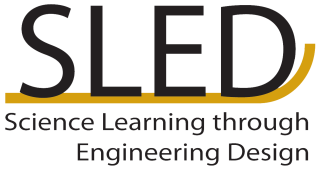 SLED
Science Learning through
Engineering Design